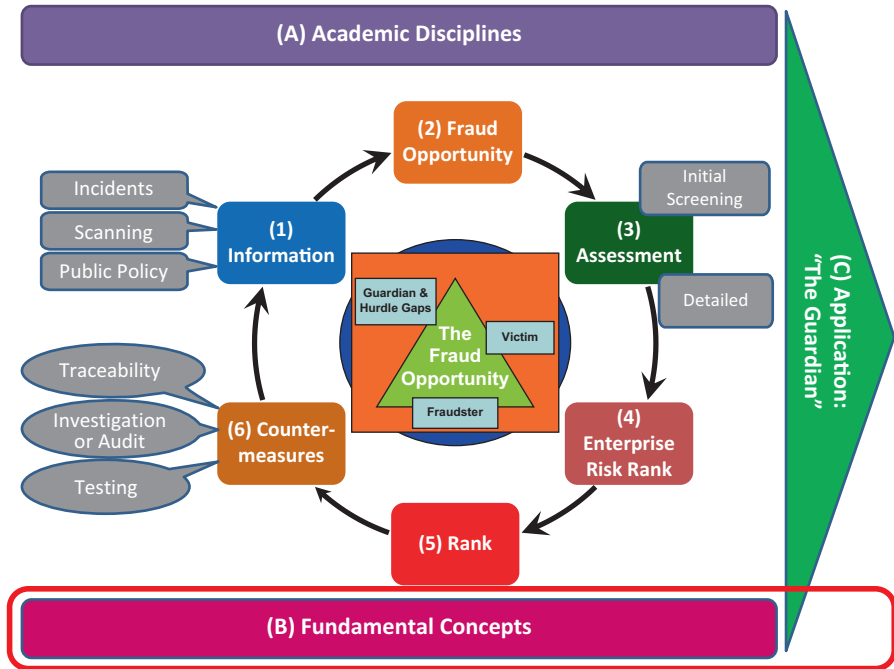 (A) Academic Disciplines
(2) Fraud
Opportunity
Incidents
Scanning
Public Policy
(1)
Information
Initial
Screening
(3)
Assessment
Detailed
Guardian &
Hurdle Gaps
Victim
The
Fraud
Opportunity
Fraudster
Traceability
Investigation
or Audit
Testing
(6) Counter-
measures
(4)
Enterprise
Risk Rank
(5) Rank
(B) Fundamental Concepts
(C) Application:
“The Guardian”